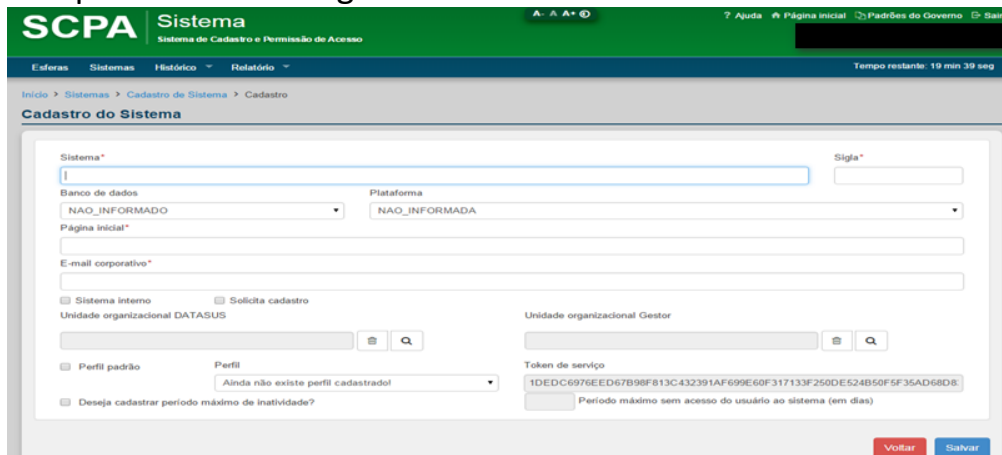 SCPA Sistema
Sistema de Cadastro e Permissão de Acesso
A- A A+
? Ajuda Página inicial Padrões do Governo Sair
Esferas Sistemas Histórico Relatório Tempo restante: 19 min 39 seg
Início > Sistemas > Cadastro de Sistema > Cadastro
Cadastro do Sistema
Sistema* Sigla*
Banco de dados Plataforma
NAO_INFORMADO NAO_INFORMADA
Página inicial*
E-mail corporativo*
Sistema interno Solicita cadastro
Unidade organizacional DATASUS Unidade organizacional Gestor
Perfil padrão Perfil Token de serviço
Ainda não existe perfil cadastrado! 1DEDC6976EED67B98F813C432391AF699E60F317133F250DE524B50F5F35AD68D8
Deseja cadastrar período máximo de inatividade? Período máximo sem acesso do usuário ao sistema (em dias)
Voltar Salvar